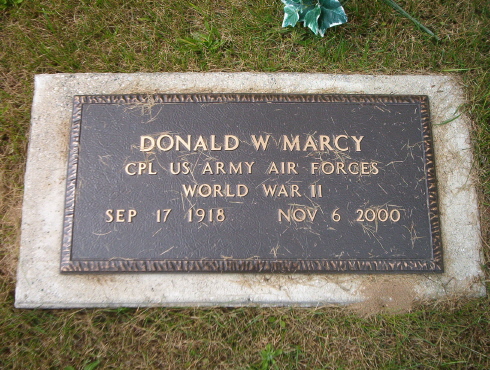 DONALD W MARCY
CPL US ARMY AIR FORCES
WORLD WAR II
SEP 17 1918 NOV 6 2000